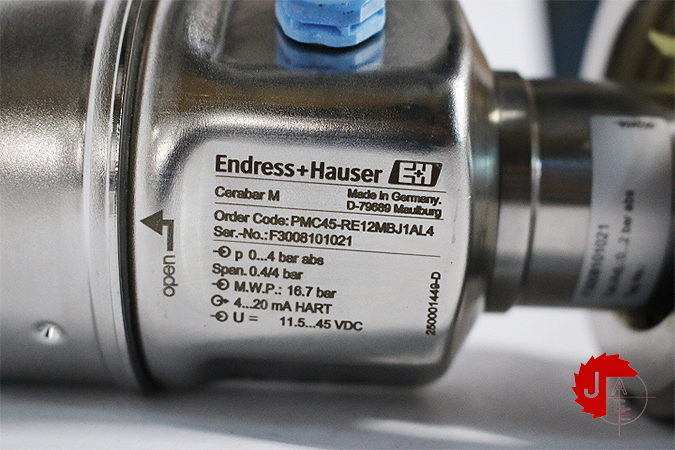 Endress+Hauser E+H
Cerabar M
Made in Germany.
D-79689 Maulburg
Order Code: PMC45-RE12MBJ1AL4
Ser.-No.: F3008101021
p 0...4 bar abs
Span. 0.4/4 bar
M.W.P.: 16.7 bar
4...20 mA HART
U = 11.5...45 VDC
250001449-D
open
J